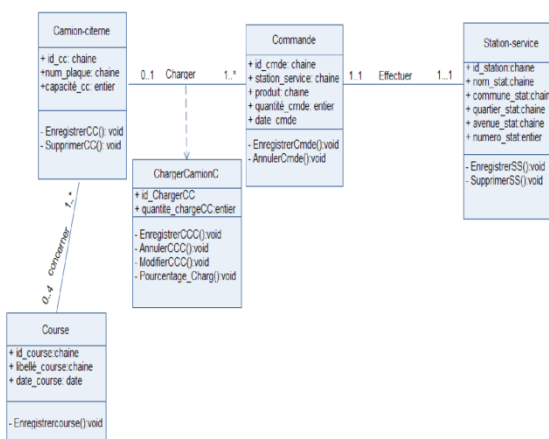 Camion-citerne
+ id_cc: chaine
+num_plaque: chaine
+capacité_cc: entier
- EnregistrerCC(): void
- SupprimerCC(): void
0..1 Charger 1..*
Commande
+ id_cmde: chaine
+ station_service: chaine
+ produit: chaine
+ quantité_cmde: entier
+ date cmde
- EnregistrerCmde():void
- AnnulerCmde():void
1..1 Effectuer 1...1
Station-service
+ id_station:chaine
+ nom_stat:chaine
+ commune_stat:chain
+ quartier_stat:chaine
+ avenue_stat:chaine
+ numero_stat:entier
- EnregistrerSS():void
- SupprimerSS():void
ChargerCamionC
+ id_ChargerCC
+ quantite_chargeCC:entier
- EnregistrerCCC():void
- AnnulerCCC():void
- ModifierCCC():void
- Pourcentage_Charg():void
1..*
concerner
0..4
Course
+ id_course:chaine
+ libellé_course:chaine
+ date_course: date
- Enregistrercourse():void